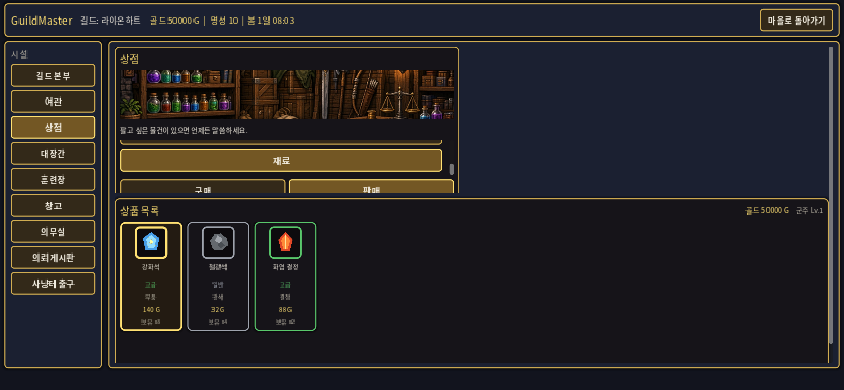 GuildMaster 길드: 라이온하트 골드 50000 G | 명성 10 | 봄 1일 08:03 마을로 돌아가기
시설
길드 본부
여관
상점
대장간
훈련장
창고
의무실
의뢰 게시판
사냥터 출구
상점
팔고 싶은 물건이 있으면 언제든 말씀하세요.
재료
구매 판매
상품 목록 골드 50000 G 군주 Lv.1
강화석 철광석 화염 결정
고급 일반 고급
광석 결정
140 G 32 G 88 G